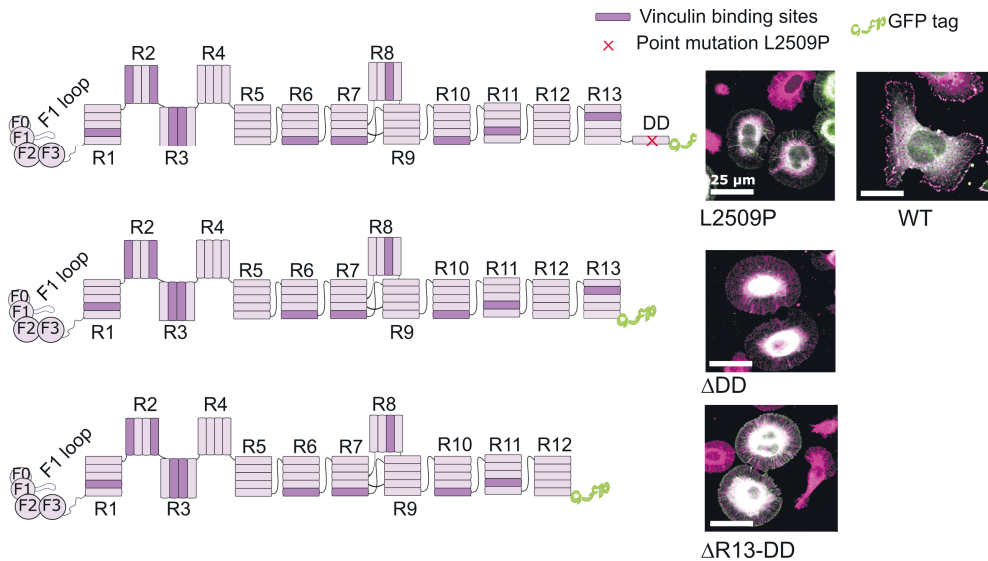 Vinculin binding sites
Point mutation L2509P
GFP tag
R2 R4 R8
F1 loop
R5 R6 R7 R10 R11 R12 R13
DD
F0
F1
F2 F3
gfp
R1 R3 R9
25 µm
L2509P WT
R2 R4 R8
F1 loop
R5 R6 R7 R10 R11 R12 R13
F0
F1
F2 F3
gfp
R1 R3 R9
ΔDD
R2 R4 R8
F1 loop
R5 R6 R7 R10 R11 R12
F0
F1
F2 F3
gfp
R1 R3 R9
ΔR13-DD